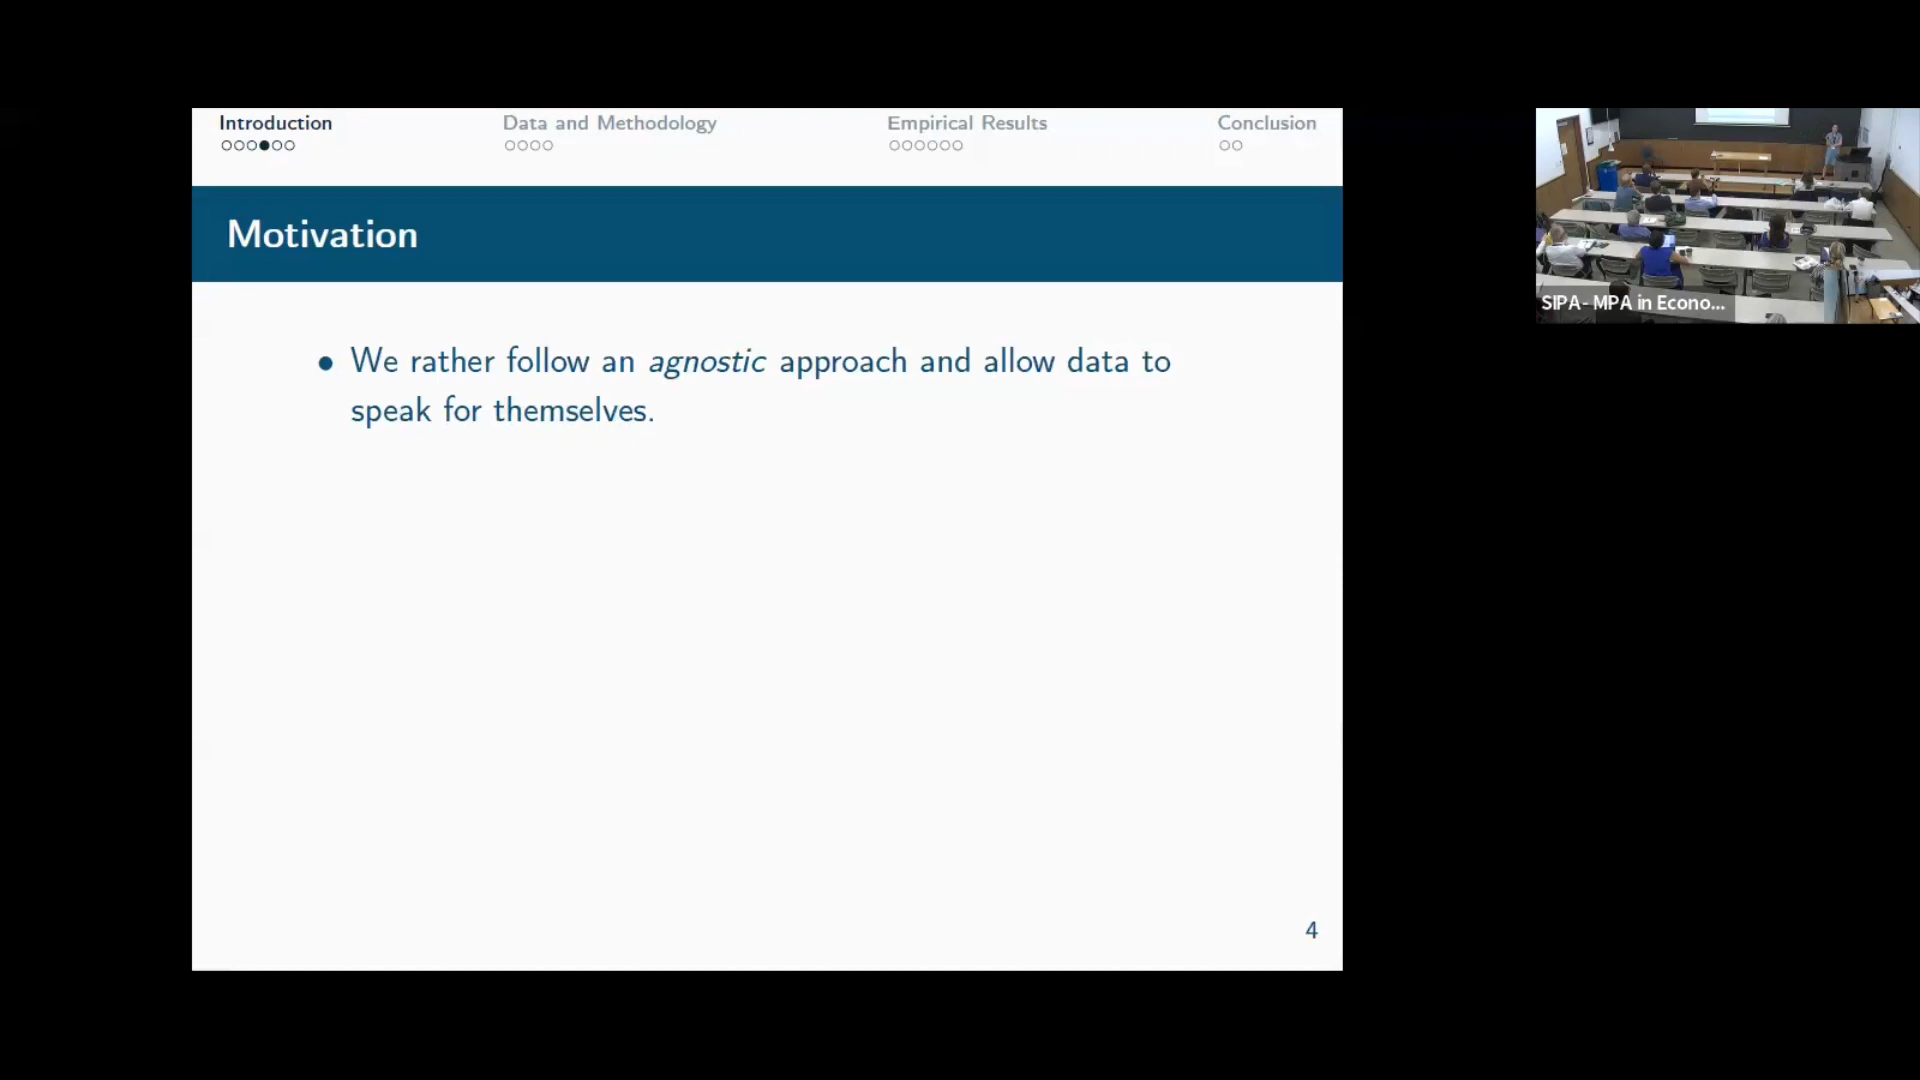 Introduction
Data and Methodology
Empirical Results
Conclusion
Motivation
• We rather follow an agnostic approach and allow data to
speak for themselves.
4
SIPA- MPA in Econo...